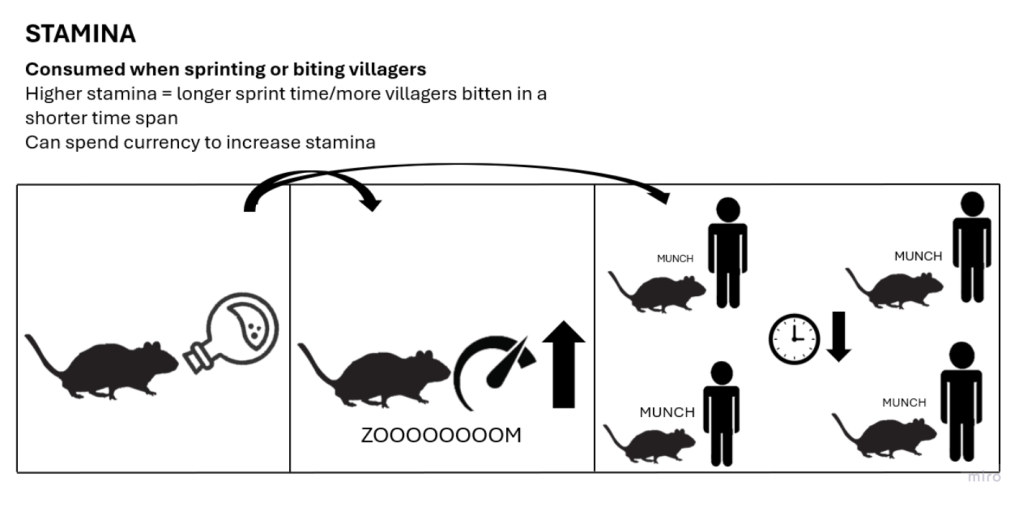 STAMINA
Consumed when sprinting or biting villagers
Higher stamina = longer sprint time/more villagers bitten in a
shorter time span
Can spend currency to increase stamina
MUNCH
MUNCH
MUNCH
MUNCH
ZOOOOOOOOM
miro